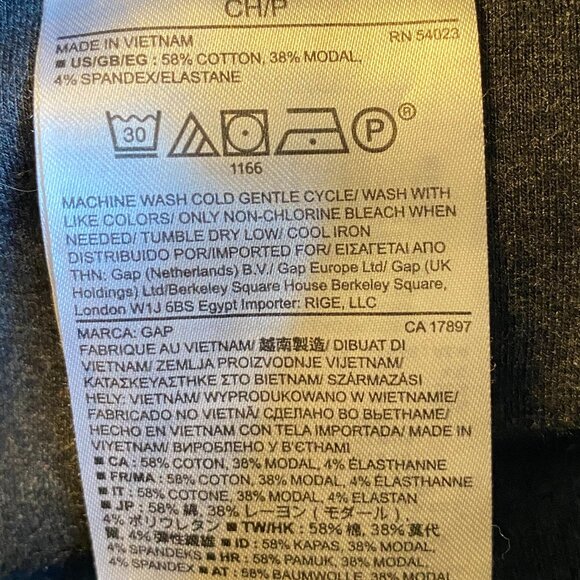 CH/P
MADE IN VIETNAM RN 54023
■ US/GB/EG : 58% COTTON, 38% MODAL,
4% SPANDEX/ELASTANE
30 P ®
1166
MACHINE WASH COLD GENTLE CYCLE/ WASH WITH
LIKE COLORS/ ONLY NON-CHLORINE BLEACH WHEN
NEEDED/ TUMBLE DRY LOW/ COOL IRON
DISTRIBUIDO POR/IMPORTED FOR/ ΕΙΣΑΓΕΤΑΙ ΑΠΟ
ΤΗΝ: Gap (Netherlands) B.V./ Gap Europe Ltd/ Gap (UK
Holdings) Ltd/Berkeley Square House Berkeley Square,
London W1J 6BS Egypt Importer: RIGE, LLC
MARCA: GAP CA 17897
FABRIQUÉ AU VIETNAM/ 越南製造/ DIBUAT DI
VIETNAM/ ZEMLJA PROIZVODNJE VIJETNAM/
ΚΑΤΑΣΚΕΥΑΣΤΗΚΕ ΣΤΟ ΒΙΕΤΝΑΜ/ SZÁRMAZÁSI
HELY: VIETNÁM/ WYPRODUKOWANO W WIETNAMIE/
FABRICADO NO VIETNÃ/ СДЕЛАНО ВО ВЬЕТНАМЕ/
HECHO EN VIETNAM CON TELA IMPORTADA/ MADE IN
VIYETNAM/ ВИРОБЛЕНО У В'ЄТНАМІ
■ CA : 58% COTON, 38% MODAL, 4% ÉLASTHANNE
■ FR/MA : 58% COTON, 38% MODAL, 4% ÉLASTHANNE
■ IT : 58% COTONE, 38% MODAL, 4% ELASTAN
■ JP : 58% 綿, 38% レーヨン (モダール)
4% ポリウレタン ■ TW/HK : 58% 棉, 38% 莫代
爾, 4% 彈性纖維 ■ ID : 58% KAPAS, 38% MODAL,
4% SPANDEKS ■ HR : 58% PAMUK, 38% MODAL,
4% ELASTAN ■ AT : 58% BAUMWOLLE, 38% MODAL